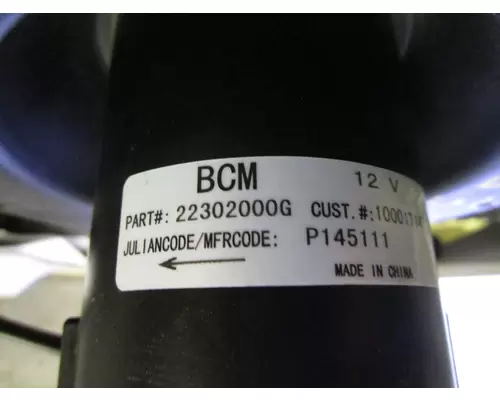 BCM 12 V
PART#: 22302000G CUST.#:
JULIANCODE/MFRCODE: P145111
MADE IN CHINA